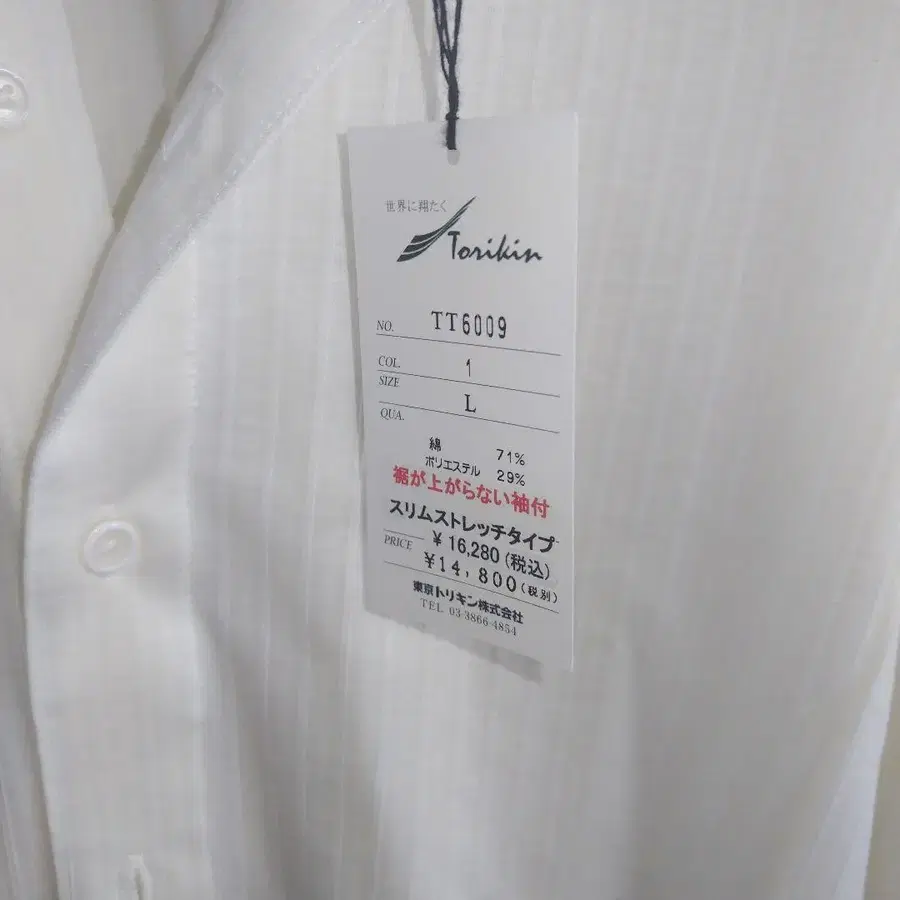 世界に翔たく
Torikin
NO. TT6009
COL. 1
SIZE L
QUA.
綿 71%
ポリエステル 29%
裾が上がらない袖付
スリムストレッチタイプ
PRICE ¥16,280(税込)
¥14,800(税別)
東京トリキン株式会社
TEL 03-3866-4854